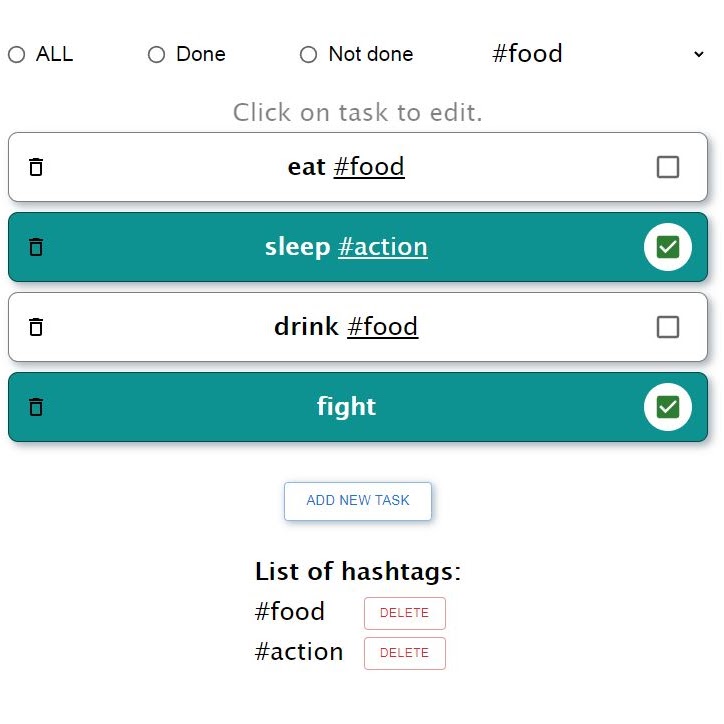 ALL Done Not done #food
Click on task to edit.
eat #food
sleep #action
drink #food
fight
ADD NEW TASK
List of hashtags:
#food DELETE
#action DELETE